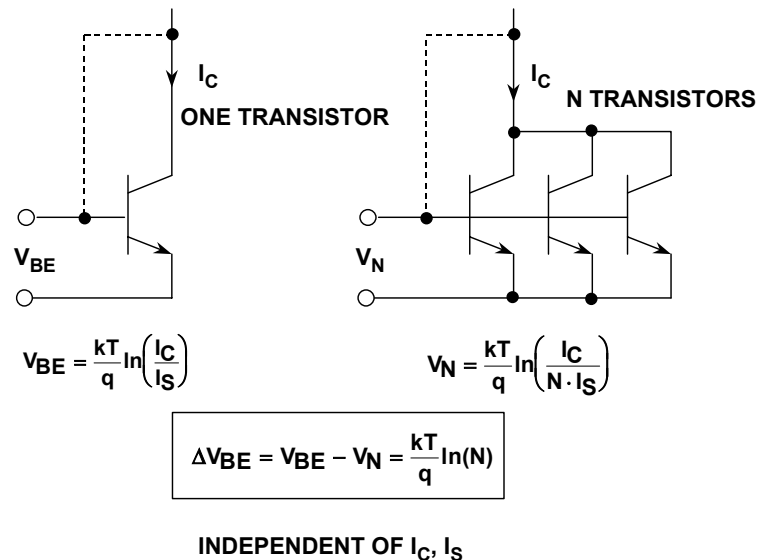 I_C
I_C
N TRANSISTORS
ONE TRANSISTOR
V_BE
V_N
V_BE = kT/q ln(I_C/I_S)
V_N = kT/q ln(I_C/N · I_S)
ΔV_BE = V_BE − V_N = kT/q ln(N)
INDEPENDENT OF I_C, I_S